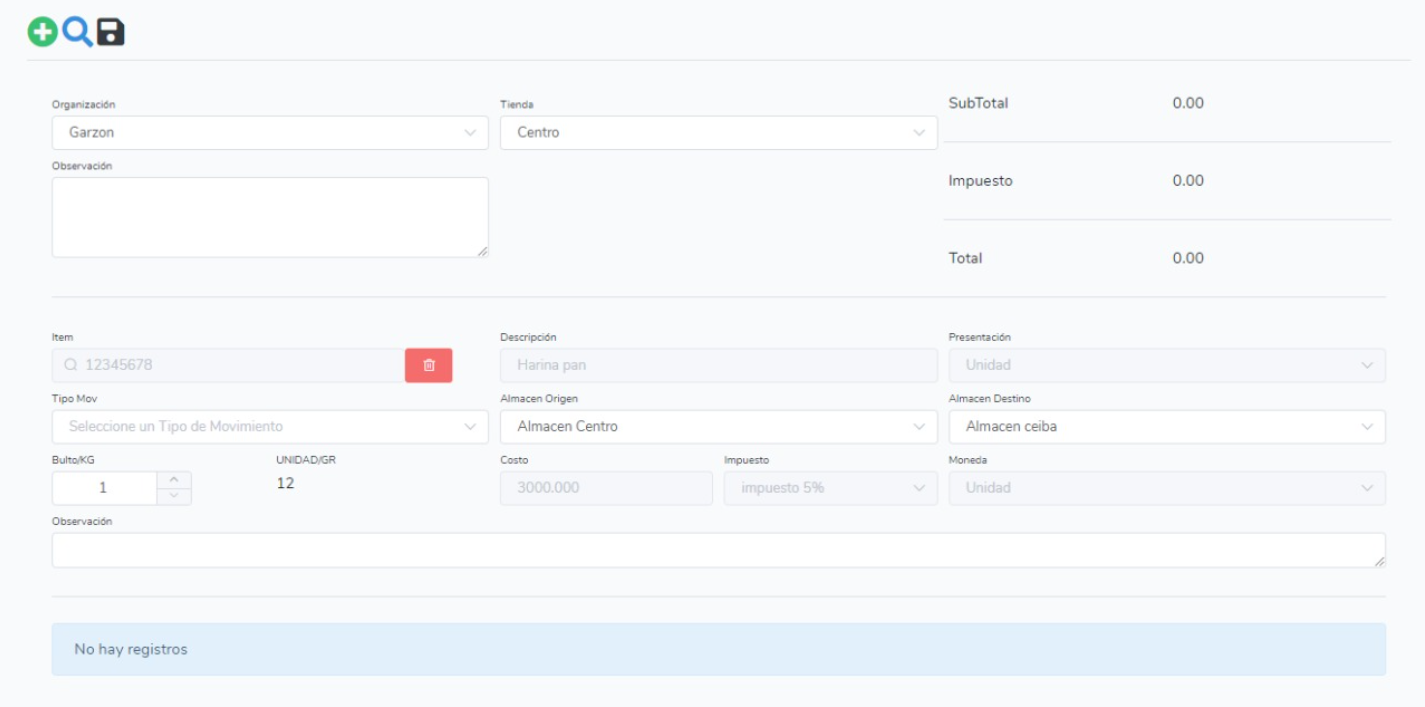 Organización Tienda SubTotal 0.00
Garzon Centro
Observación
Impuesto 0.00
Total 0.00
Item Descripción Presentación
12345678 Harina pan Unidad
Tipo Mov Almacen Origen Almacen Destino
Seleccione un Tipo de Movimiento Almacen Centro Almacen ceiba
Bulto/KG UNIDAD/GR Costo Impuesto Moneda
1 12 3000.000 impuesto 5% Unidad
Observación
No hay registros